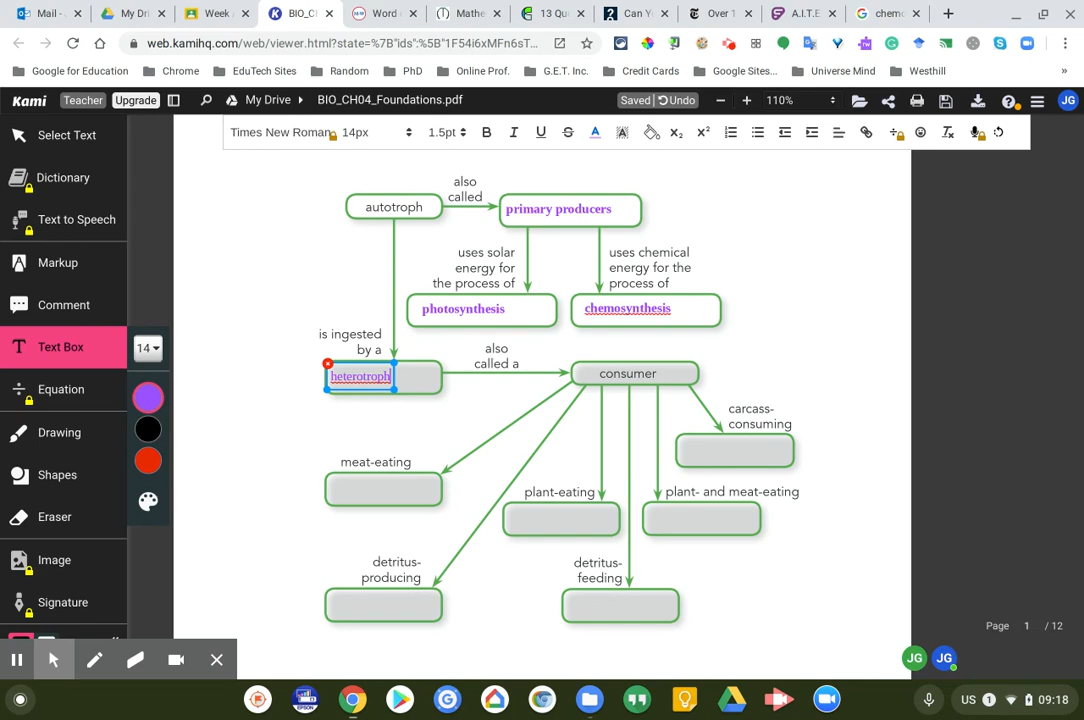 Mail -
My Dri
Week
BIO_C
Word
Mathe
13 Qu
Can Y
Over 1
A.I.T.E
chemo
web.kamihq.com/web/viewer.html?state=%7B"ids":%5B"1F54i6xMFn6sT...
Google for Education
Chrome
EduTech Sites
Random
PhD
Online Prof.
G.E.T. Inc.
Credit Cards
Google Sites...
Universe Mind
Westhill
»
Kami
Teacher
Upgrade
My Drive
BIO_CH04_Foundations.pdf
Saved
Undo
110%
JG
Times New Roman
14px
1.5pt
B
I
U
S
A
Select Text
Dictionary
Text to Speech
Markup
Comment
Text Box
14
Equation
Drawing
Shapes
Eraser
Image
Signature
also
called
autotroph
primary producers
uses solar
energy for
the process of
uses chemical
energy for the
process of
photosynthesis
chemosynthesis
is ingested
by a
also
called a
heterotroph
consumer
carcass-
consuming
meat-eating
plant-eating
plant- and meat-eating
detritus-
producing
detritus-
feeding
Page 1 / 12
JG
JG
EPSON
US
1
09:18